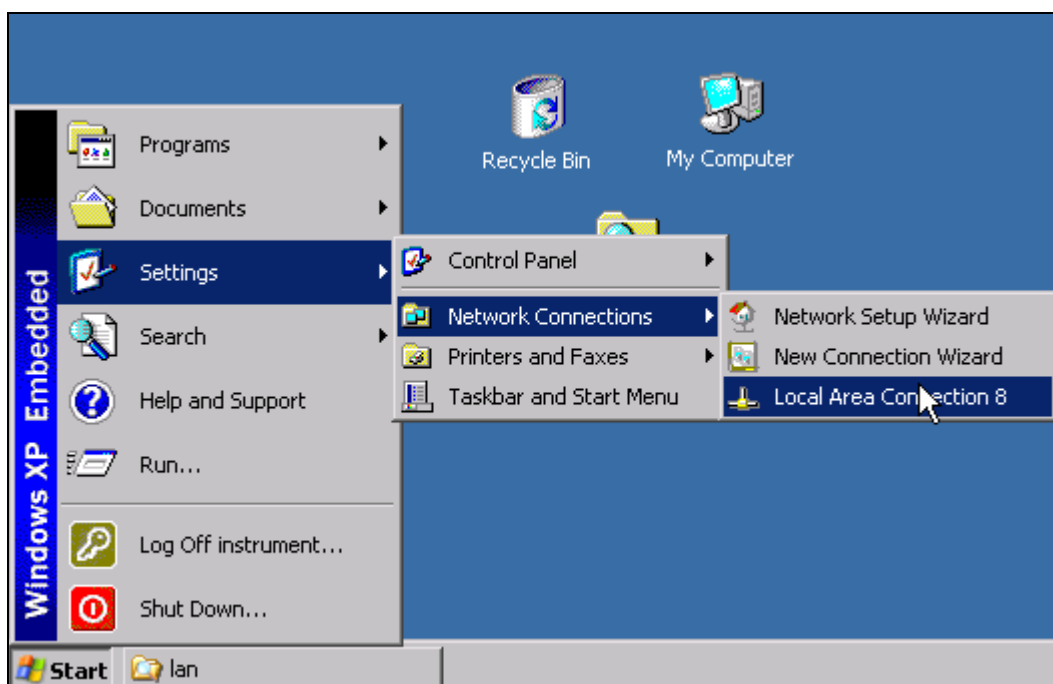 Recycle Bin
My Computer
Windows XP Embedded
Programs
Documents
Settings
Search
Help and Support
Run...
Log Off instrument...
Shut Down...
Control Panel
Network Connections
Printers and Faxes
Taskbar and Start Menu
Network Setup Wizard
New Connection Wizard
Local Area Connection 8
Start
lan